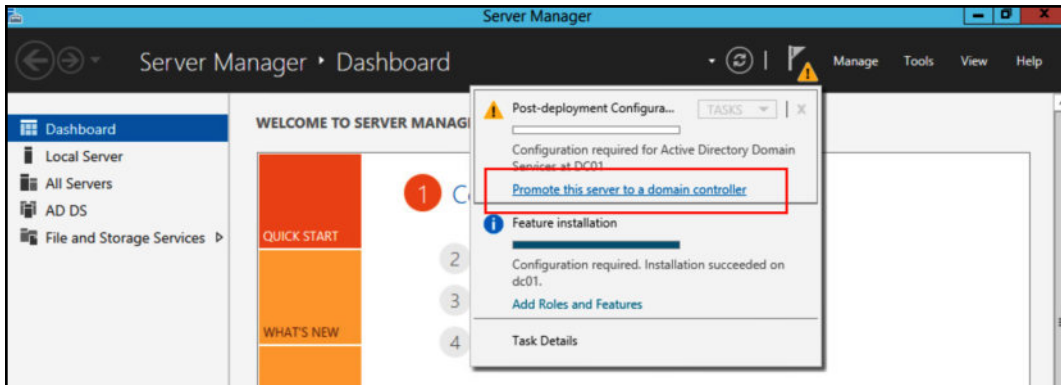 Server Manager
Server Manager • Dashboard
Manage Tools View Help
Dashboard
Local Server
All Servers
AD DS
File and Storage Services
WELCOME TO SERVER MANAG
QUICK START
WHAT'S NEW
1
2
3
4
Post-deployment Configura...
TASKS
X
Configuration required for Active Directory Domain
Services at DC01
Promote this server to a domain controller
Feature installation
Configuration required. Installation succeeded on
dc01.
Add Roles and Features
Task Details